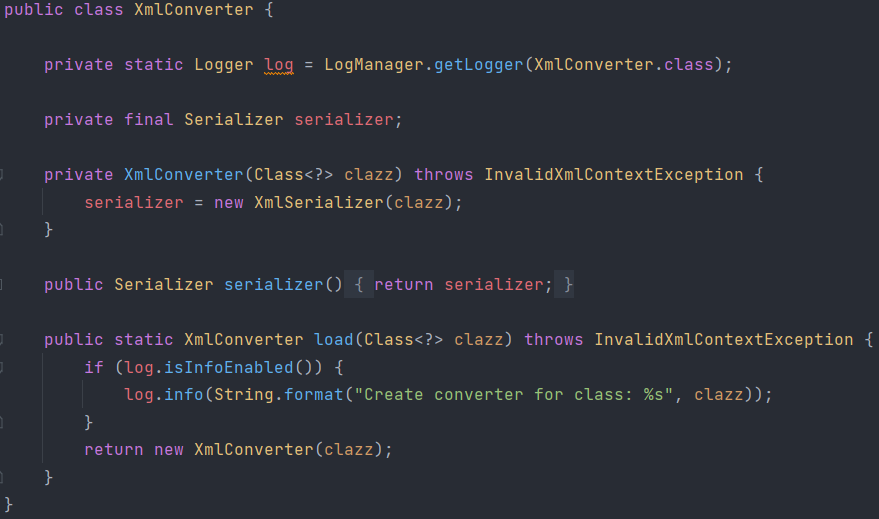 public class XmlConverter {
    private static Logger log = LogManager.getLogger(XmlConverter.class);
    private final Serializer serializer;
    private XmlConverter(Class<?> clazz) throws InvalidXmlContextException {
        serializer = new XmlSerializer(clazz);
    }
    public Serializer serializer() { return serializer; }
    public static XmlConverter load(Class<?> clazz) throws InvalidXmlContextException {
        if (log.isInfoEnabled()) {
            log.info(String.format("Create converter for class: %s", clazz));
        }
        return new XmlConverter(clazz);
    }
}